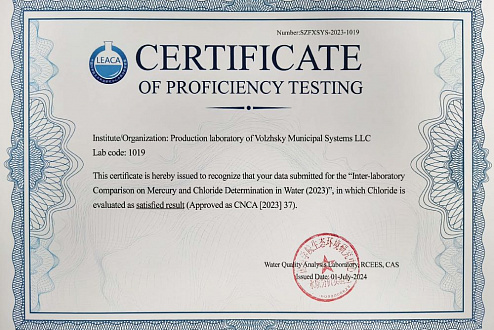 Number:SZFXSYS-2023-1019
LEACA
CERTIFICATE
OF PROFICIENCY TESTING
Institute/Organization: Production laboratory of Volzhsky Municipal Systems LLC
Lab code: 1019
This certificate is hereby issued to recognize that your data submitted for the “Inter-laboratory
Comparison on Mercury and Chloride Determination in Water (2023)”, in which Chloride is
evaluated as satisfied result (Approved as CNCA [2023] 37).
Water Quality Analysis Laboratory, RCEES, CAS
Issued Date: 01-July-2024